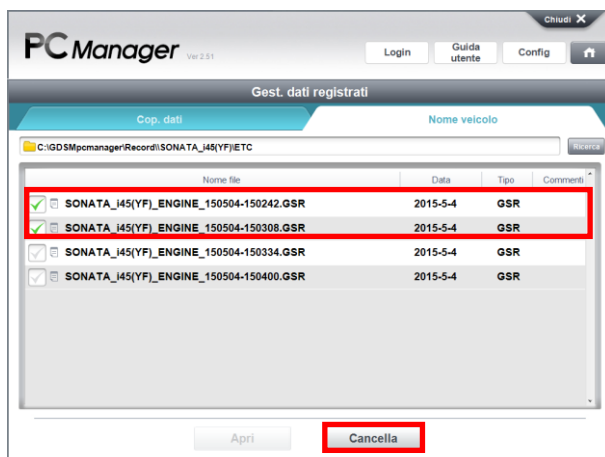 Chiudi X
PC Manager Ver 2.51
Login Guida utente Config
Gest. dati registrati
Cop. dati Nome veicolo
C:\GDSMpcmanager\Record\\SONATA_i45(YF)\ETC Ricerca
Nome file Data Tipo Commenti
SONATA_i45(YF)_ENGINE_150504-150242.GSR 2015-5-4 GSR
SONATA_i45(YF)_ENGINE_150504-150308.GSR 2015-5-4 GSR
SONATA_i45(YF)_ENGINE_150504-150334.GSR 2015-5-4 GSR
SONATA_i45(YF)_ENGINE_150504-150400.GSR 2015-5-4 GSR
Apri Cancella